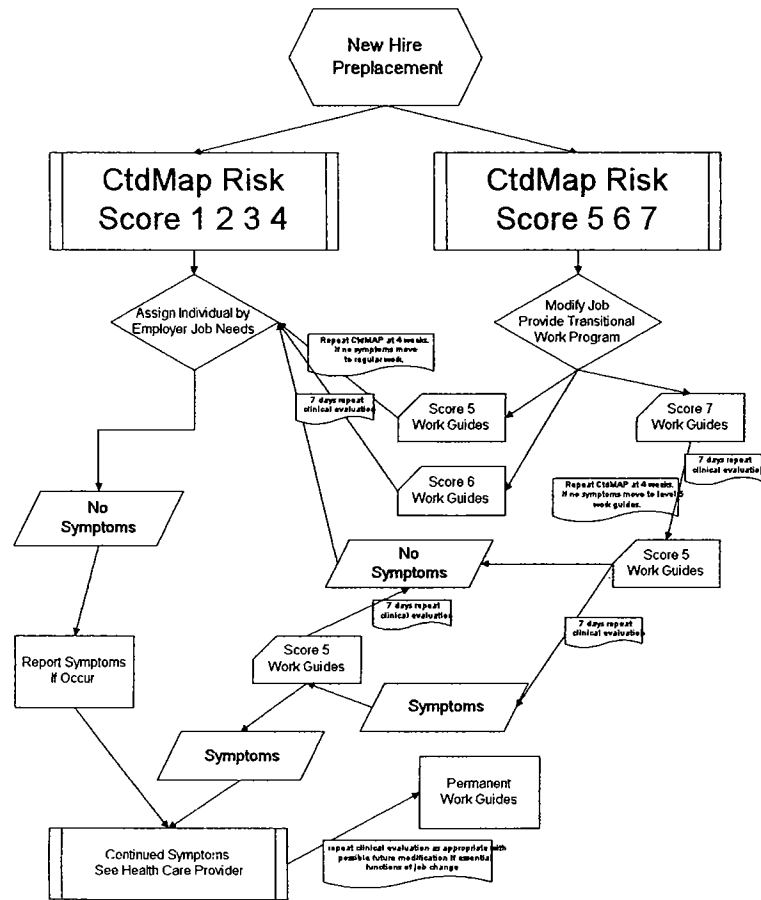 New Hire
Preplacement
CtdMap Risk
Score 1 2 3 4
CtdMap Risk
Score 5 6 7
Assign Individual by
Employer Job Needs
Modify Job
Provide Transitional
Work Program
Repeat CtdMAP at 4 weeks.
If no symptoms move
to regular work.
7 days repeat
clinical evaluation
Score 5
Work Guides
Score 7
Work Guides
7 days repeat
clinical evaluation
Score 6
Work Guides
Repeat CtdMAP at 4 weeks.
If no symptoms move to level 5
work guides.
No
Symptoms
No
Symptoms
Score 5
Work Guides
7 days repeat
clinical evaluation
7 days repeat
clinical evaluation
Score 5
Work Guides
Report Symptoms
If Occur
Symptoms
Symptoms
Permanent
Work Guides
Continued Symptoms
See Health Care Provider
repeat clinical evaluation as appropriate with
possible future modification if essential
functions of job change